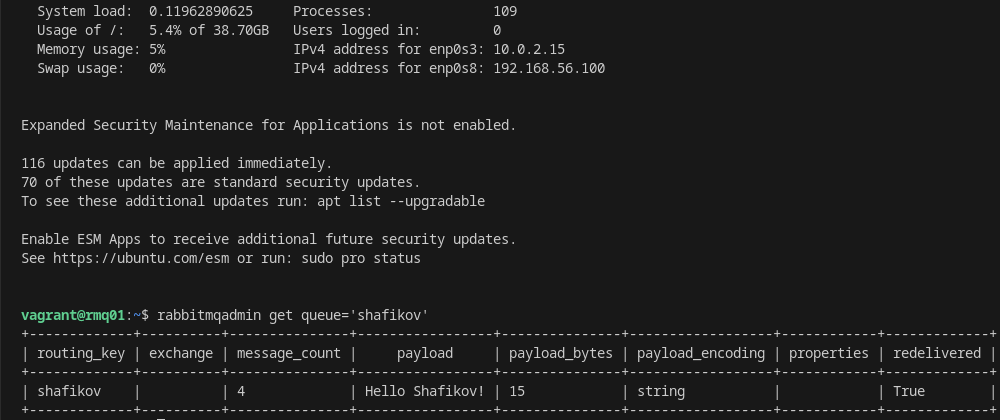 System load:  0.11962890625     Processes:               109
Usage of /:   5.4% of 38.70GB   Users logged in:         0
Memory usage: 5%                IPv4 address for enp0s3: 10.0.2.15
Swap usage:   0%                IPv4 address for enp0s8: 192.168.56.100
Expanded Security Maintenance for Applications is not enabled.
116 updates can be applied immediately.
70 of these updates are standard security updates.
To see these additional updates run: apt list --upgradable
Enable ESM Apps to receive additional future security updates.
See https://ubuntu.com/esm or run: sudo pro status
vagrant@rmq01:~$ rabbitmqadmin get queue='shafikov'
+-------------+----------+---------------+-----------------+---------------+------------------+------------+-------------+
| routing_key | exchange | message_count |     payload     | payload_bytes | payload_encoding | properties | redelivered |
+-------------+----------+---------------+-----------------+---------------+------------------+------------+-------------+
| shafikov    |          | 4             | Hello Shafikov! | 15            | string           |            | True        |
+-------------+----------+---------------+-----------------+---------------+------------------+------------+-------------+